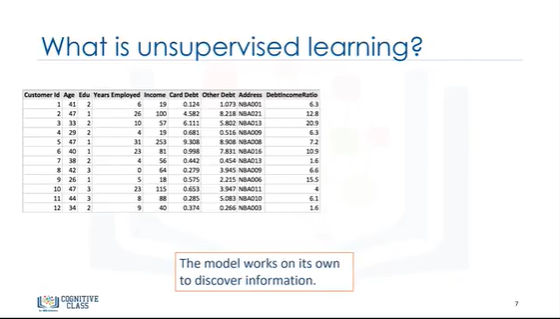 What is unsupervised learning?
Customer Id Age Edu Years Employed Income Card Debt Other Debt Address DebtIncomeRatio
1 41 2 6 19 0.124 1.073 NBA001 6.3
2 47 1 26 100 4.582 8.218 NBA021 12.8
3 33 2 10 57 6.111 5.802 NBA013 20.9
4 29 2 4 19 0.681 0.516 NBA009 6.3
5 47 1 31 253 9.308 8.908 NBA008 7.2
6 40 1 23 81 0.998 7.831 NBA016 10.9
7 38 2 4 56 0.442 0.454 NBA013 1.6
8 42 3 0 64 0.279 3.945 NBA009 6.6
9 26 1 5 18 0.575 2.215 NBA006 15.5
10 47 3 23 115 0.653 3.947 NBA011 4
11 44 3 8 88 0.285 5.083 NBA010 6.1
12 34 2 9 40 0.374 0.266 NBA003 1.6
The model works on its own
to discover information.
COGNITIVE
CLASS
7